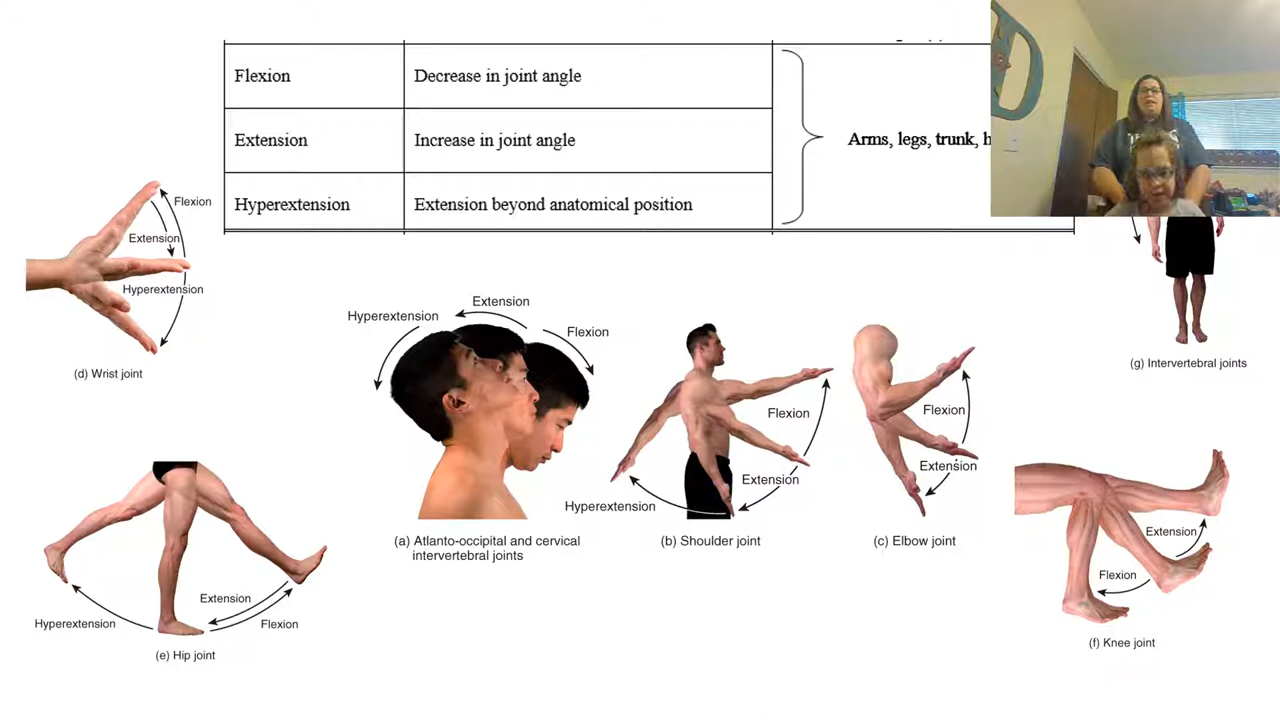 Flexion
Decrease in joint angle
Extension
Increase in joint angle
Arms, legs, trunk, h
Hyperextension
Extension beyond anatomical position
Flexion
Extension
Hyperextension
(d) Wrist joint
Hyperextension
Extension
Flexion
(a) Atlanto-occipital and cervical
intervertebral joints
Flexion
Extension
Hyperextension
(b) Shoulder joint
Flexion
Extension
(c) Elbow joint
(g) Intervertebral joints
Hyperextension
Extension
Flexion
(e) Hip joint
Extension
Flexion
(f) Knee joint